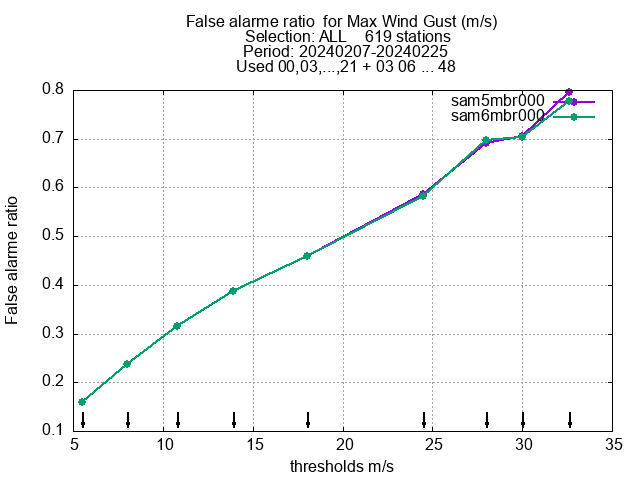 False alarme ratio  for Max Wind Gust (m/s)
Selection: ALL    619 stations
Period: 20240207-20240225
Used 00,03,...,21 + 03 06 ... 48
sam5mbr000
sam6mbr000
0.8
0.7
0.6
0.5
0.4
0.3
0.2
0.1
False alarme ratio
5 10 15 20 25 30 35
thresholds m/s